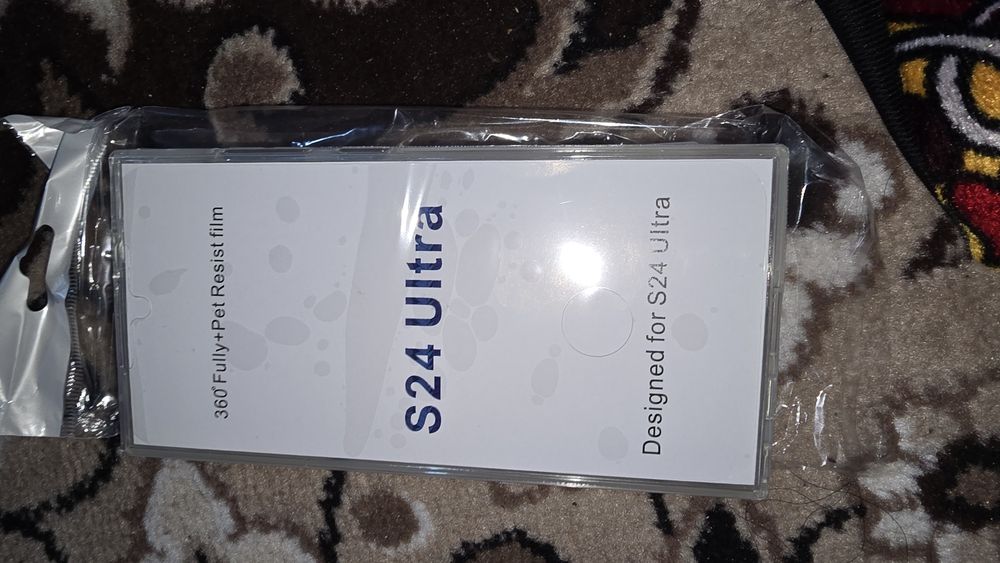 360°Fully+Pet Resist film
S24 Ultra
Designed for S24 Ultra